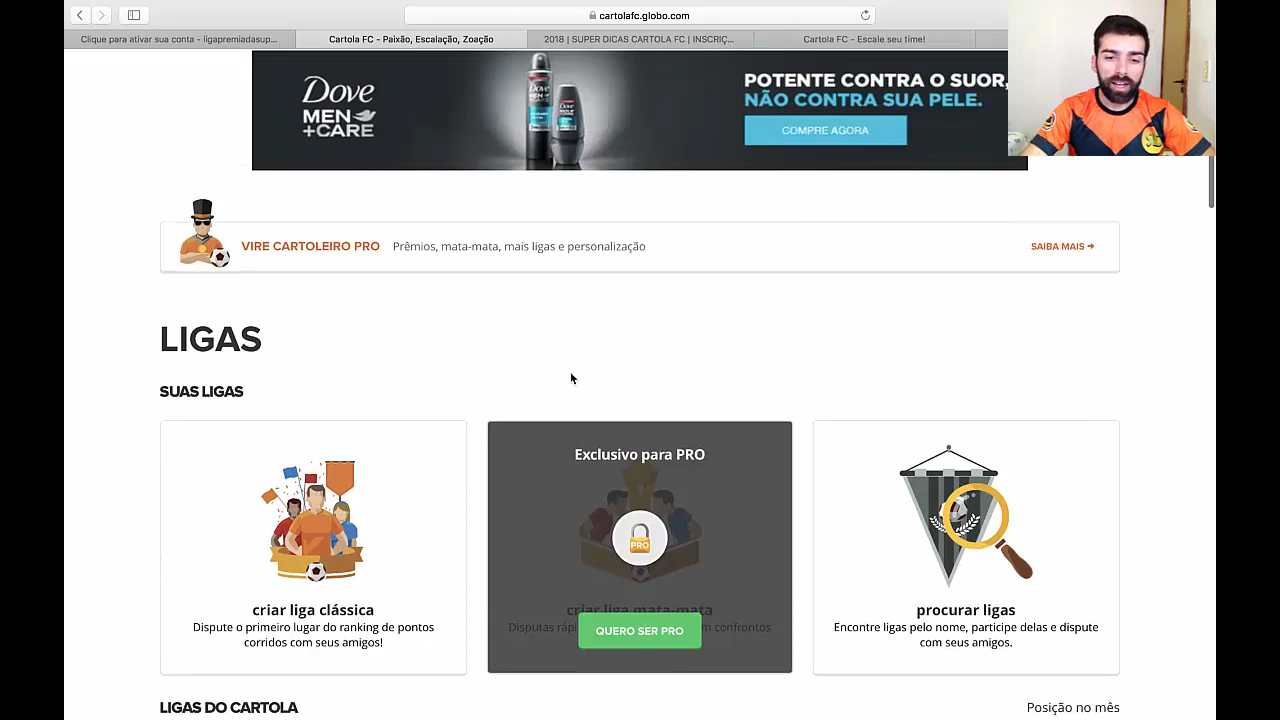 cartolafc.globo.com
Clique para ativar sua conta - ligapremiadasup...
Cartola FC - Paixão, Escalação, Zoação
2018 | SUPER DICAS CARTOLA FC | INSCRIÇ...
Cartola FC - Escale seu time!
Dove
MEN
+CARE
POTENTE CONTRA O SUOR,
NÃO CONTRA SUA PELE.
COMPRE AGORA
VIRE CARTOLEIRO PRO Prêmios, mata-mata, mais ligas e personalização SAIBA MAIS
LIGAS
SUAS LIGAS
Exclusivo para PRO
PRO
criar liga clássica
Dispute o primeiro lugar do ranking de pontos
corridos com seus amigos!
criar liga mata-mata
QUERO SER PRO
procurar ligas
Encontre ligas pelo nome, participe delas e dispute
com seus amigos.
LIGAS DO CARTOLA
Posição no mês